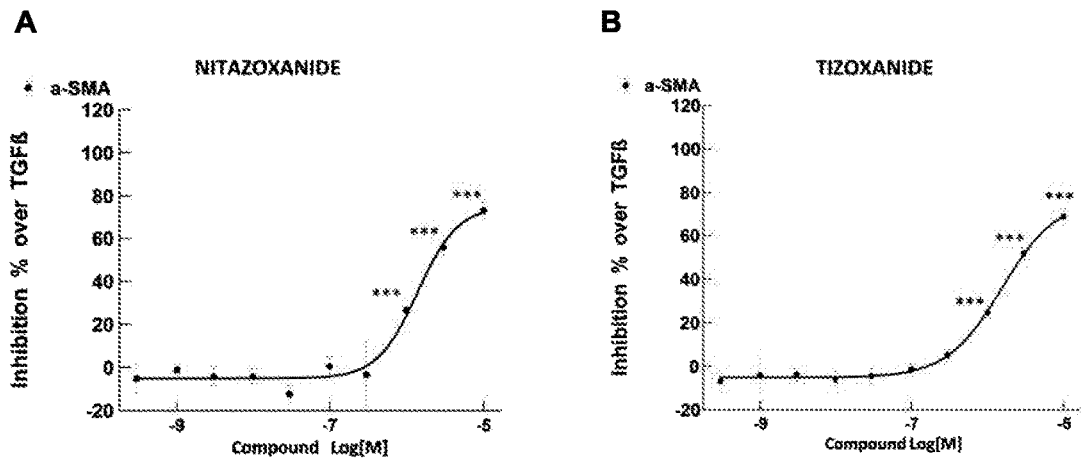 A
NITAZOXANIDE
a-SMA
Inhibition % over TGFß
120
100
80
60
40
20
0
-20
***
***
***
-9
-7
-5
Compound Log[M]
B
TIZOXANIDE
a-SMA
Inhibition % over TGFß
120
100
80
60
40
20
0
-20
***
***
***
-9
-7
-5
Compound Log[M]